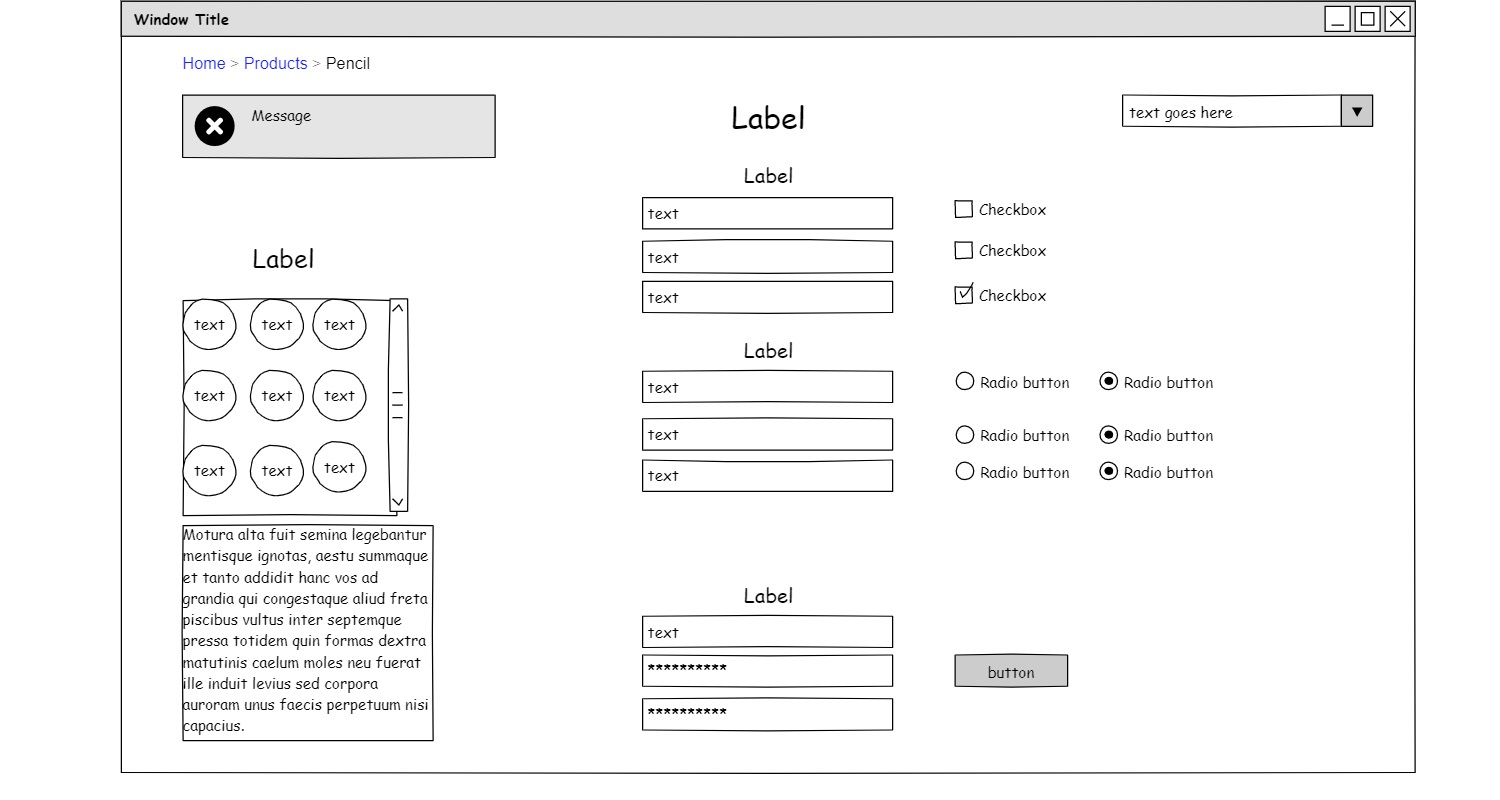 Window Title
Home > Products > Pencil
Message
Label
text goes here
Label
text
Checkbox
text
Checkbox
text
Checkbox
Label
text text text
text text text
text text text
Label
text
Radio button Radio button
text
Radio button Radio button
text
Radio button Radio button
Motura alta fuit semina legebantur
mentisque ignotas, aestu summaque
et tanto addidit hanc vos ad
grandia qui congestaque aliud freta
piscibus vultus inter septemque
pressa totidem quin formas dextra
matutinis caelum moles neu fuerat
ille induit levius sed corpora
auroram unus faecis perpetuum nisi
capacius.
Label
text
**********
button
**********